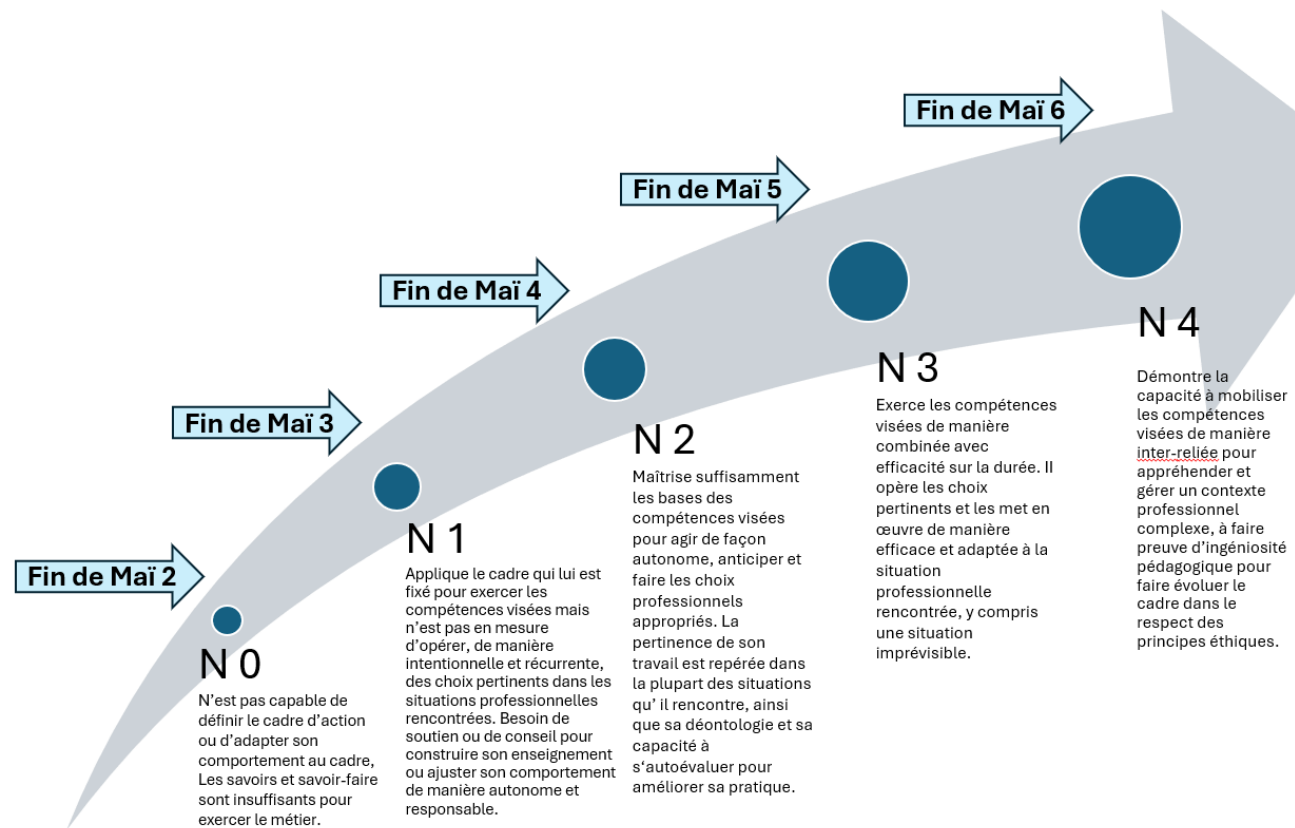 Fin de Maï 2
N 0
N’est pas capable de
définir le cadre d’action
ou d’adapter son
comportement au cadre,
Les savoirs et savoir-faire
sont insuffisants pour
exercer le métier.
Fin de Maï 3
N 1
Applique le cadre qui lui est
fixé pour exercer les
compétences visées mais
n’est pas en mesure
d’opérer, de manière
intentionnelle et récurrente,
des choix pertinents dans les
situations professionnelles
rencontrées. Besoin de
soutien ou de conseil pour
construire son enseignement
ou ajuster son comportement
de manière autonome et
responsable.
Fin de Maï 4
N 2
Maîtrise suffisamment
les bases des
compétences visées
pour agir de façon
autonome, anticiper et
faire les choix
professionnels
appropriés. La
pertinence de son
travail est repérée dans
la plupart des situations
qu’ il rencontre, ainsi
que sa déontologie et sa
capacité à
s‘autoévaluer pour
améliorer sa pratique.
Fin de Maï 5
N 3
Exerce les compétences
visées de manière
combinée avec
efficacité sur la durée. Il
opère les choix
pertinents et les met en
œuvre de manière
efficace et adaptée à la
situation
professionnelle
rencontrée, y compris
une situation
imprévisible.
Fin de Maï 6
N 4
Démontre la
capacité à mobiliser
les compétences
visées de manière
inter-reliée pour
appréhender et
gérer un contexte
professionnel
complexe, à faire
preuve d’ingéniosité
pédagogique pour
faire évoluer le
cadre dans le
respect des
principes éthiques.